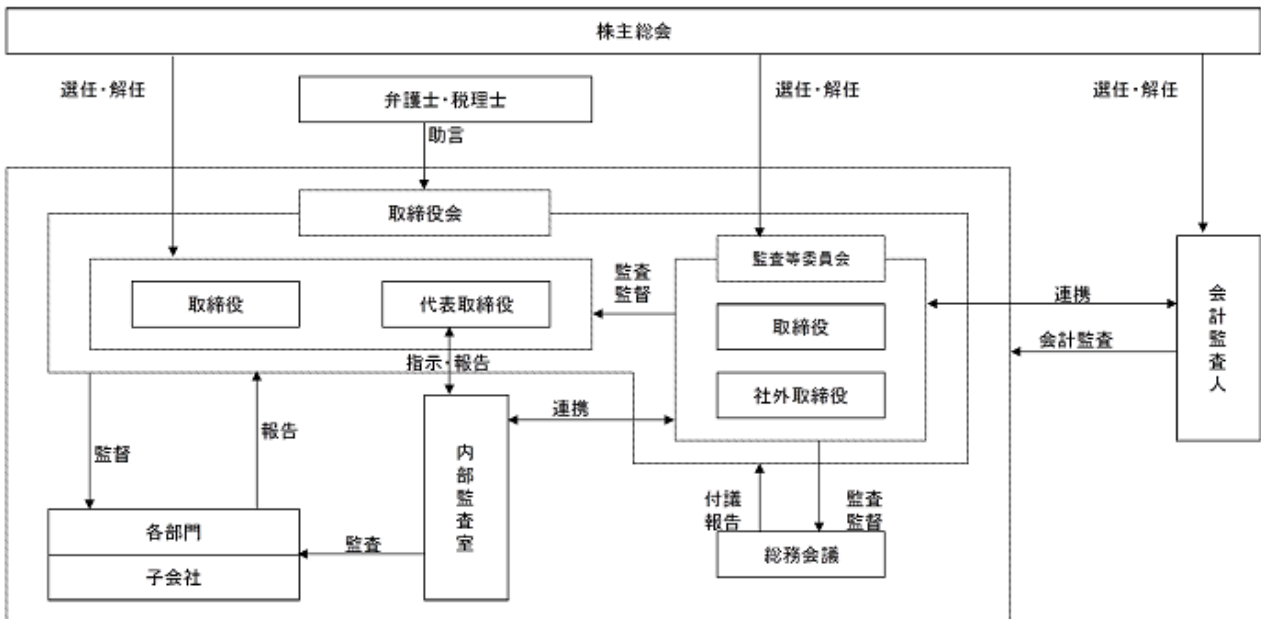 株主総会
選任・解任
選任・解任
選任・解任
弁護士・税理士
助言
取締役会
監査等委員会
取締役
代表取締役
監査
監督
取締役
社外取締役
連携
会計監査
会計監査人
指示・報告
連携
監督
報告
内部監査室
付議
報告
監査
監督
各部門
子会社
監査
総務会議